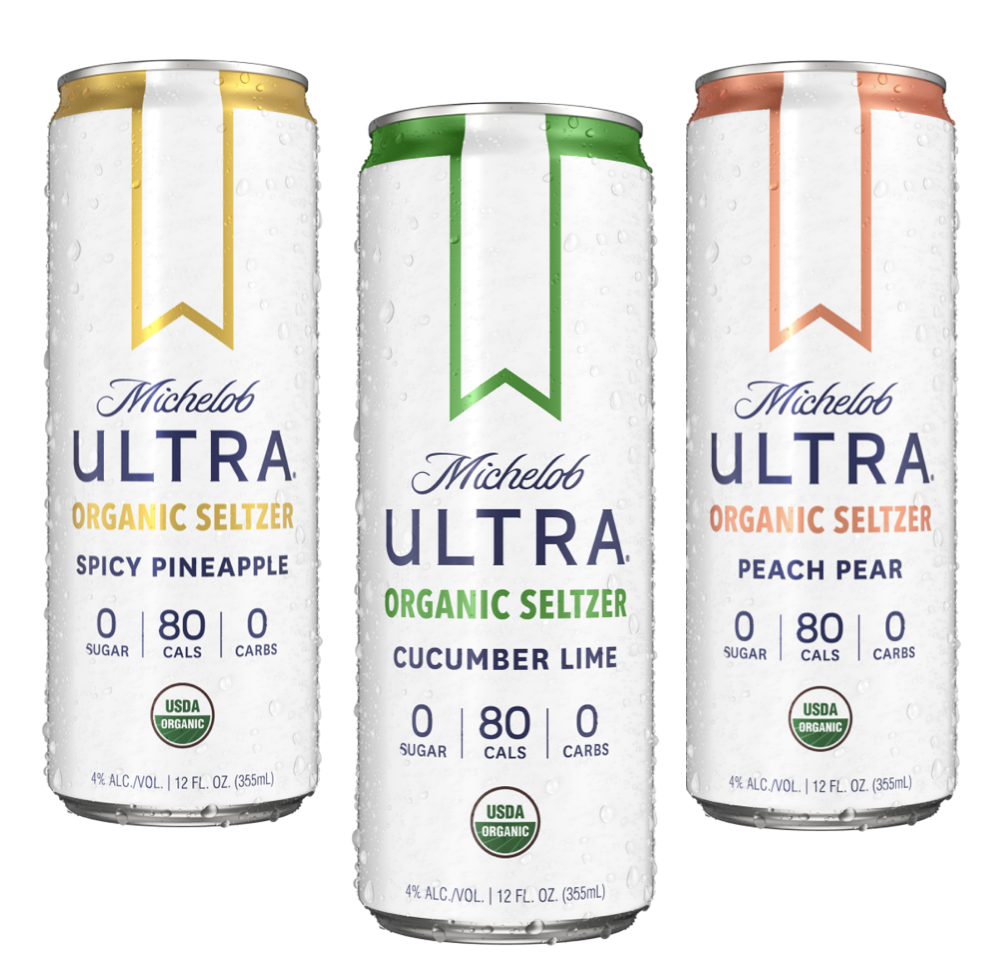 Michelob
ULTRA
ORGANIC SELTZER
SPICY PINEAPPLE
0 | 80 | 0
SUGAR | CALS | CARBS
USDA
ORGANIC
4% ALC./VOL. | 12 FL. OZ. (355mL)
Michelob
ULTRA
ORGANIC SELTZER
CUCUMBER LIME
0 | 80 | 0
SUGAR | CALS | CARBS
USDA
ORGANIC
4% ALC./VOL. | 12 FL. OZ. (355mL)
Michelob
ULTRA
ORGANIC SELTZER
PEACH PEAR
0 | 80 | 0
SUGAR | CALS | CARBS
USDA
ORGANIC
4% ALC./VOL. | 12 FL. OZ. (355mL)